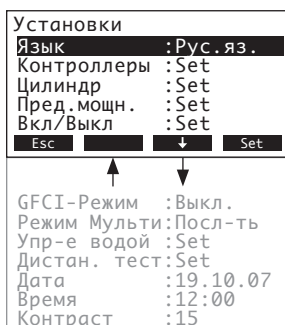 Установки
Язык :Рус.яз.
Контроллеры :Set
Цилиндр :Set
Пред.мощн. :Set
Вкл/Выкл :Set
Esc ↓ Set
GFCI-Режим :Выкл.
Режим Мульти:Посл-ть
Упр-е водой :Set
Дистан. тест:Set
Дата :19.10.07
Время :12:00
Контраст :15